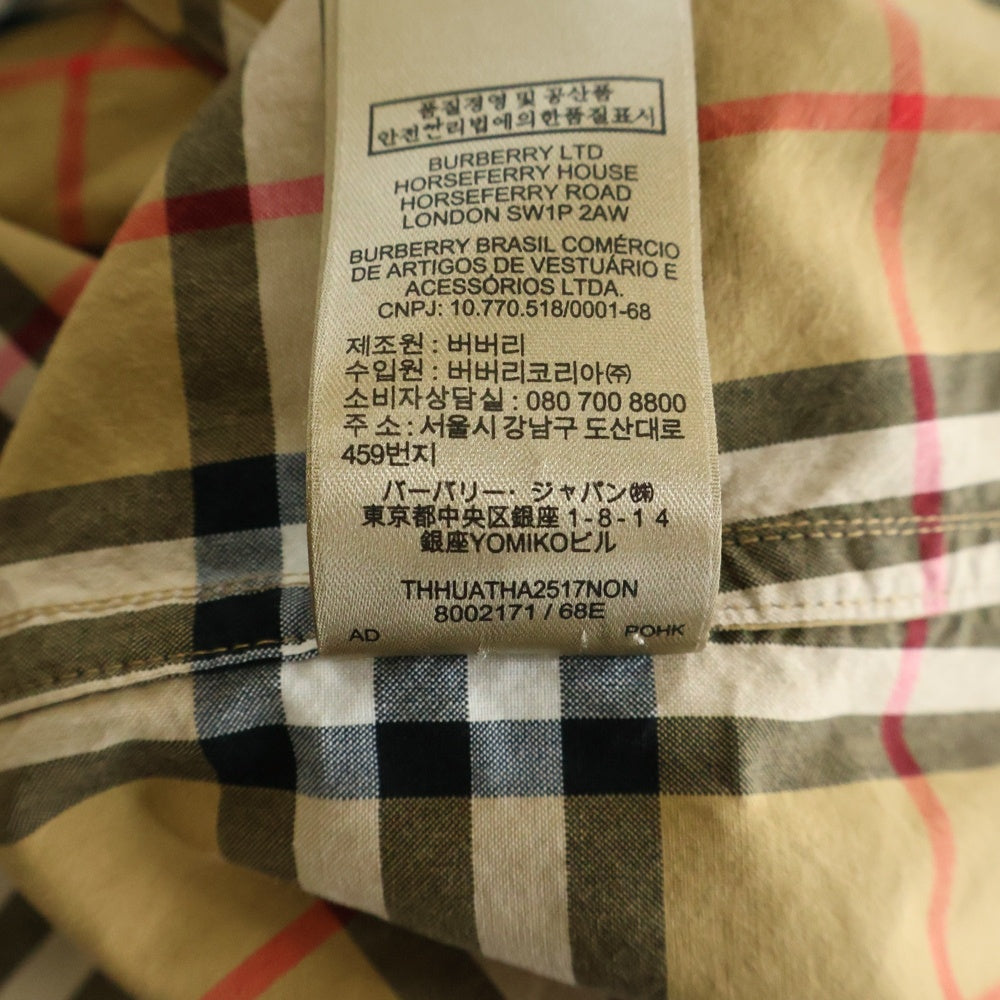 품질경영 및 공산품
안전관리법에의한품질표시
BURBERRY LTD
HORSEFERRY HOUSE
HORSEFERRY ROAD
LONDON SW1P 2AW
BURBERRY BRASIL COMÉRCIO
DE ARTIGOS DE VESTUÁRIO E
ACESSÓRIOS LTDA.
CNPJ: 10.770.518/0001-68
제조원 : 버버리
수입원 : 버버리코리아㈜
소비자상담실 : 080 700 8800
주 소 : 서울시 강남구 도산대로
459번지
バーバリー・ジャパン㈱
東京都中央区銀座 1-8-14
銀座YOMIKOビル
THHUATHA2517NON
8002171 / 68E
AD POHK